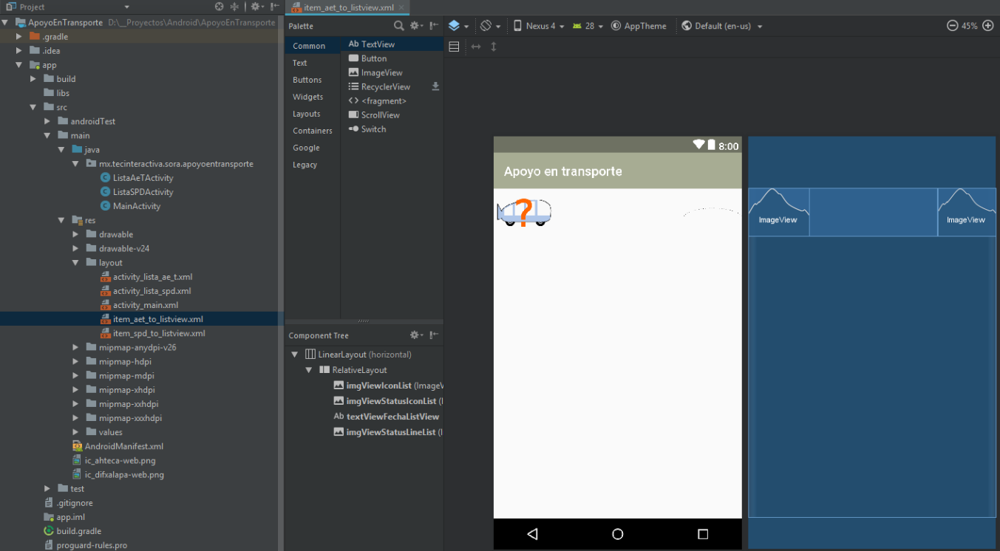 Project
item_aet_to_listview.xml
ApoyoEnTransporte D:\__Proyectos\Android\ApoyoEnTransporte
.gradle
.idea
app
build
libs
src
androidTest
main
java
mx.tecinteractiva.sora.apoyoentransporte
ListaAeTActivity
ListaSPDActivity
MainActivity
res
drawable
drawable-v24
layout
activity_lista_ae_t.xml
activity_lista_spd.xml
activity_main.xml
item_aet_to_listview.xml
item_spd_to_listview.xml
mipmap-anydpi-v26
mipmap-hdpi
mipmap-mdpi
mipmap-xhdpi
mipmap-xxhdpi
mipmap-xxxhdpi
values
AndroidManifest.xml
ic_ahteca-web.png
ic_difxalapa-web.png
test
.gitignore
app.iml
build.gradle
proguard-rules.pro
Palette
Common
Text
Buttons
Widgets
Layouts
Containers
Google
Legacy
Ab TextView
Button
ImageView
RecyclerView
<> <fragment>
ScrollView
Switch
Component Tree
LinearLayout (horizontal)
RelativeLayout
imgViewIconList (ImageV
imgViewStatusIconList (I
Ab textViewFechaListView
imgViewStatusLineList (I
Nexus 4 28 AppTheme Default (en-us) 45%
8:00
Apoyo en transporte
?
ImageView
ImageView